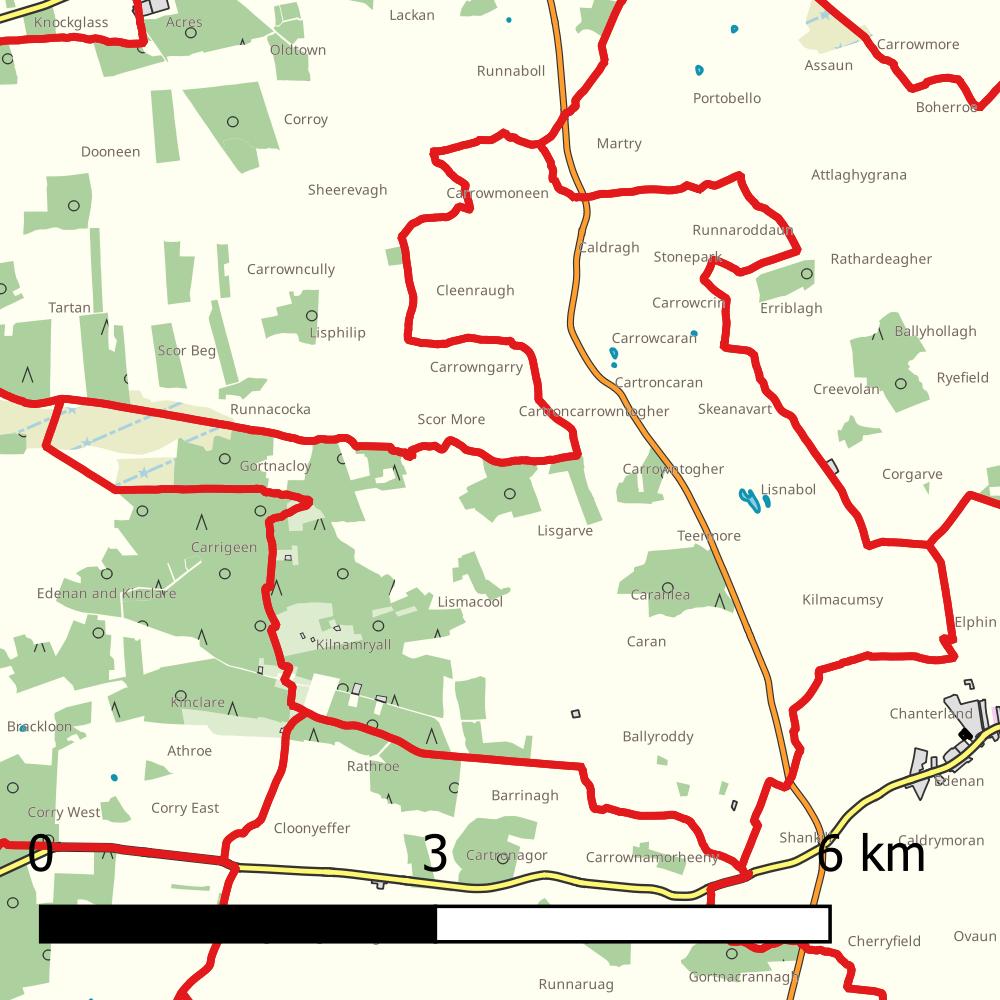 Lackan
Knockglass
Acres
Oldtown
Carrowmore
Assaun
Runnaboll
Portobello
Boherroe
Corroy
Martry
Dooneen
Attlaghygrana
Sheerevagh
Carrowmoneen
Runnaroddaun
Caldragh
Stonepark
Rathardeagher
Carrowncully
Cleenraugh
Carrowcrin
Tartan
Erriblagh
Lisphilip
Ballyhollagh
Carrowcaran
Scor Beg
Carrowngarry
Ryefield
Cartroncaran
Creevolan
Runnacocka
Cartroncarrowntogher
Skeanavart
Scor More
Gortnacloy
Carrowntogher
Corgarve
Lisnabol
Lisgarve
Teermore
Carrigeen
Edenan and Kinclare
Caranlea
Lismacool
Kilmacumsy
Elphin
Caran
Kilnamryall
Kinclare
Chanterland
Brackloon
Ballyroddy
Athroe
Rathroe
Edenan
Barrinagh
Corry East
Corry West
Cloonyeffer
Shankill
Caldrymoran
Cartronagor
Carrownamorheeny
0 3 6 km
Ovaun
Cherryfield
Gortnacrannagh
Runnaruag